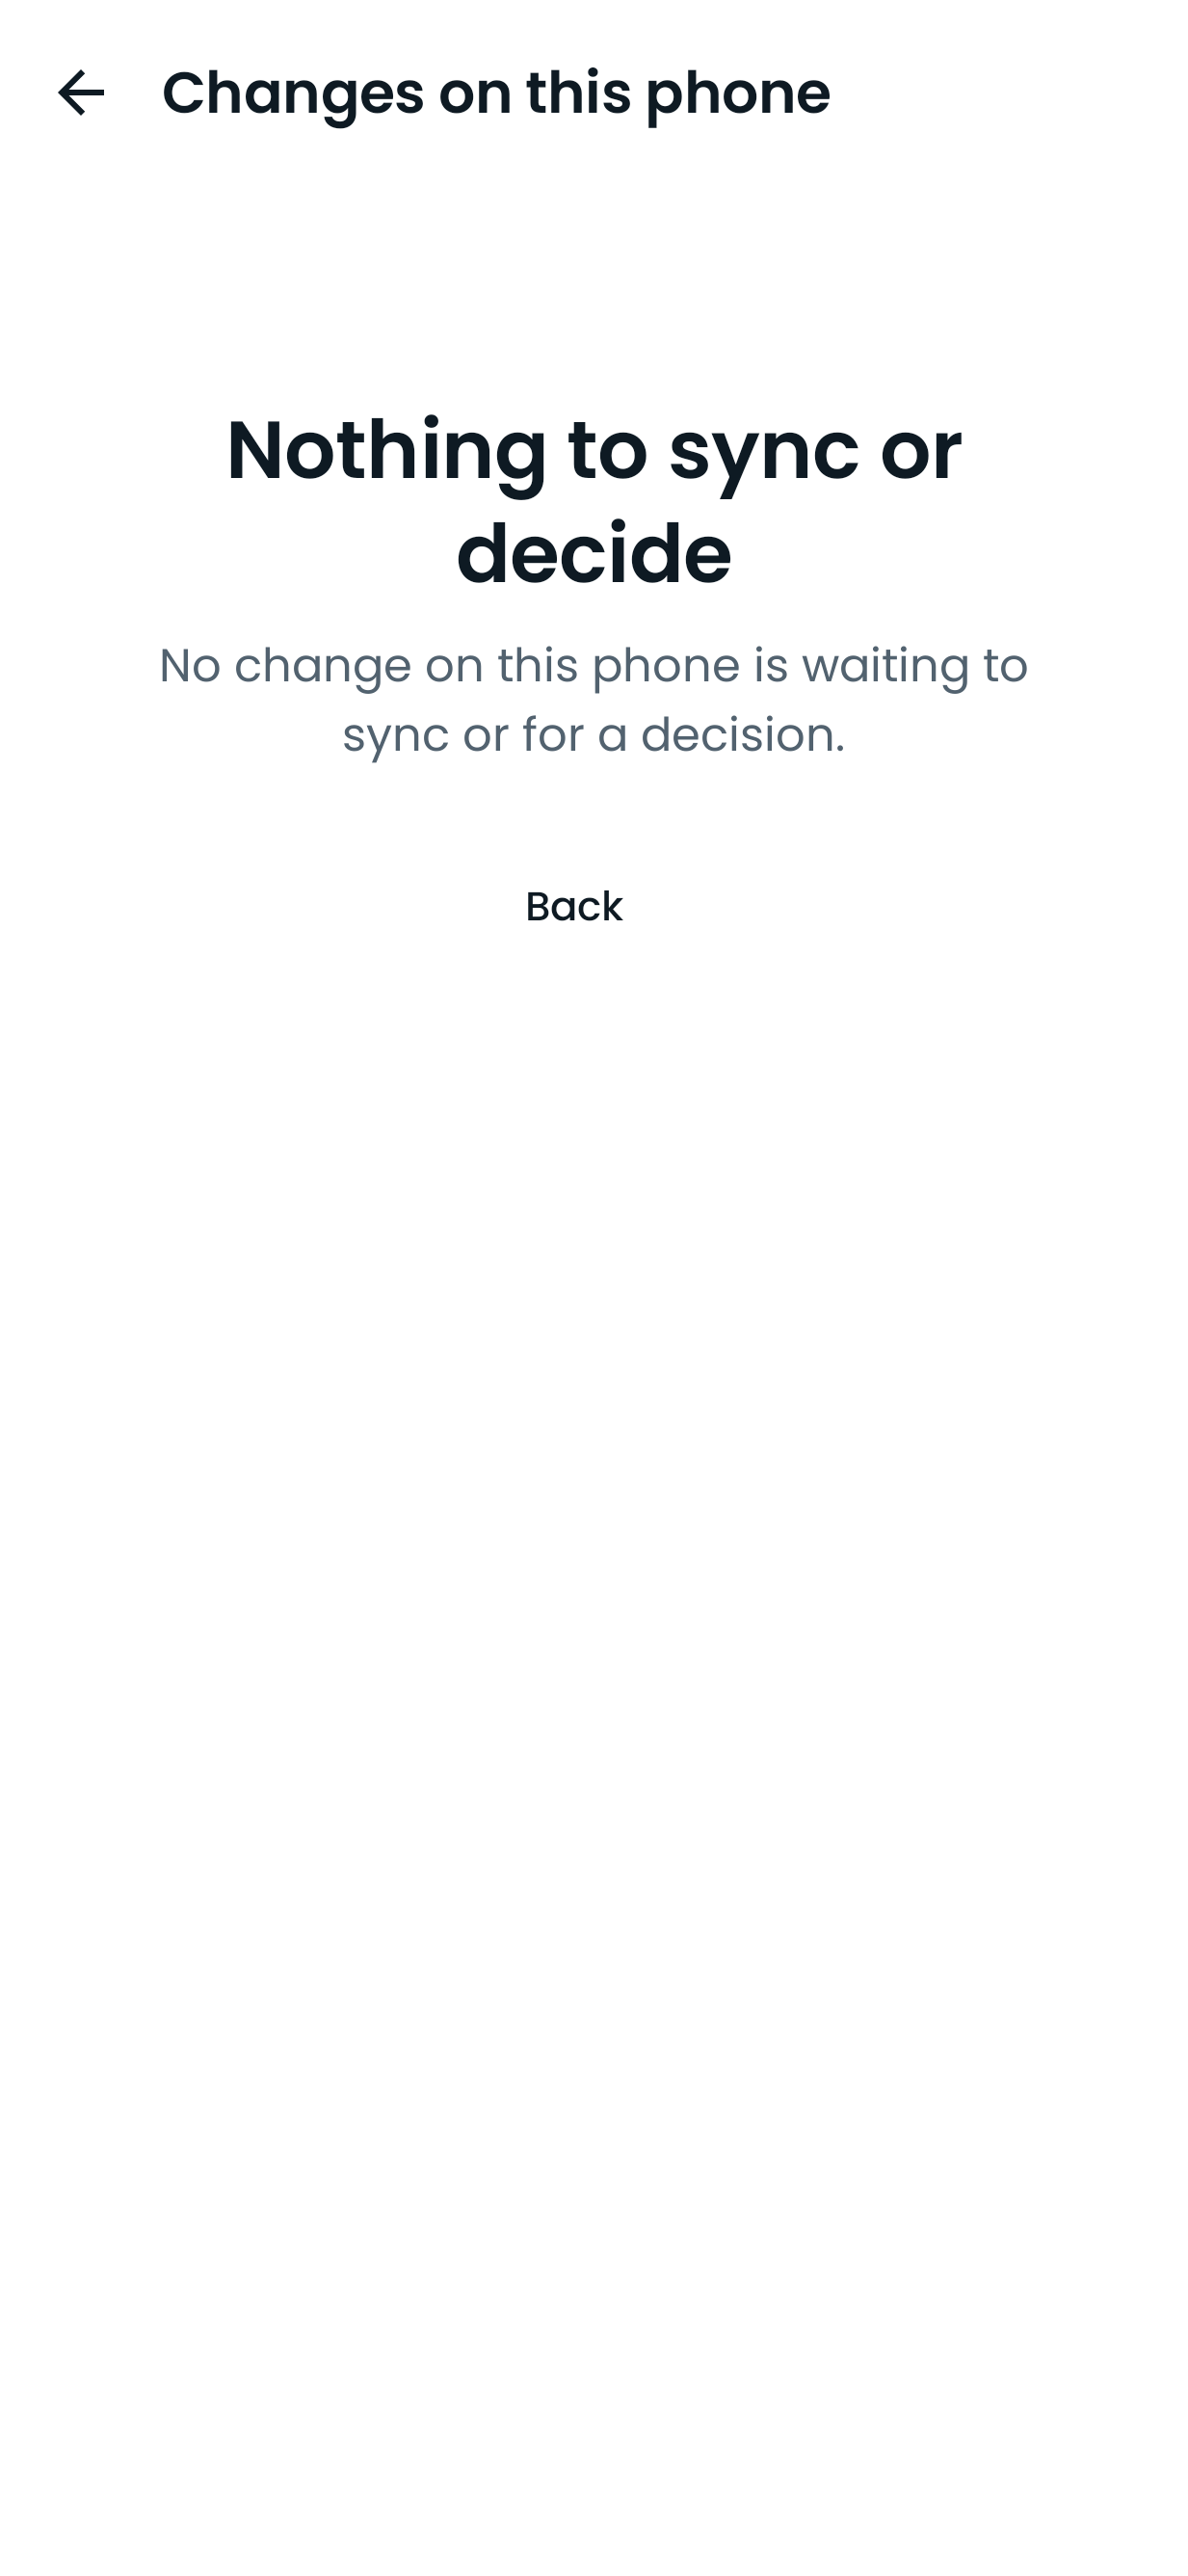 Changes on this phone
Nothing to sync or
decide
No change on this phone is waiting to
sync or for a decision.
Back